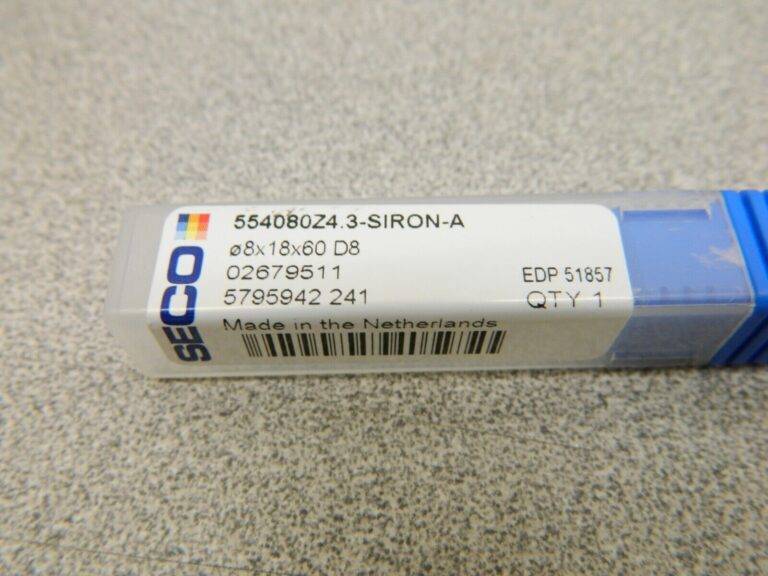 SECO
554080Z4.3-SIRON-A
ø8x18x60 D8
02679511
EDP 51857
5795942 241
QTY 1
Made in the Netherlands